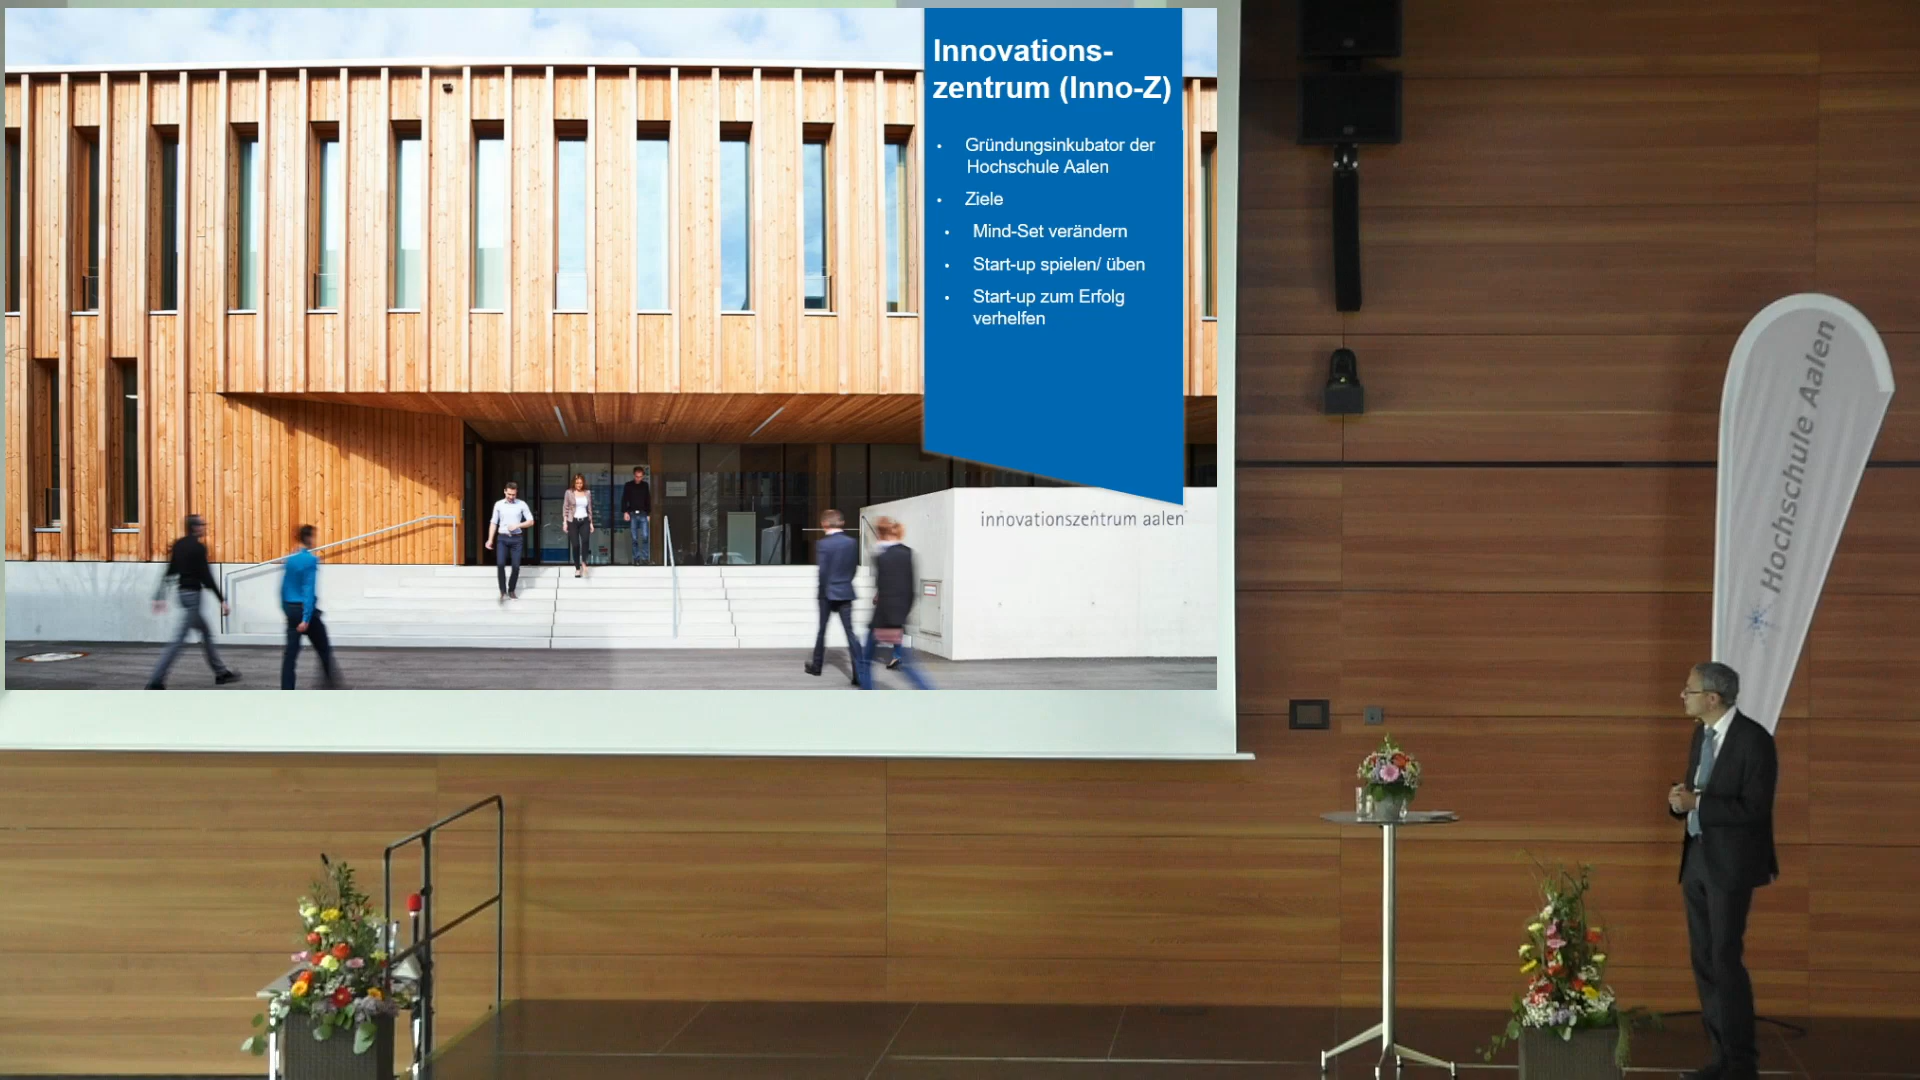 Innovations-
zentrum (Inno-Z)
• Gründungsinkubator der
Hochschule Aalen
• Ziele
• Mind-Set verändern
• Start-up spielen/ üben
• Start-up zum Erfolg
verhelfen
innovationszentrum aalen
Hochschule Aalen